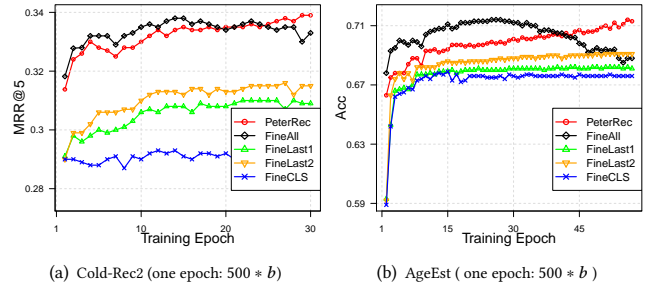 0.34
0.32
0.3
0.28
MRR@5
PeterRec
FineAll
FineLast1
FineLast2
FineCLS
1 10 20 30
Training Epoch
(a) Cold-Rec2 (one epoch: 500 * b)
0.71
0.67
0.63
0.59
Acc
PeterRec
FineAll
FineLast1
FineLast2
FineCLS
1 15 30 45
Training Epoch
(b) AgeEst ( one epoch: 500 * b )